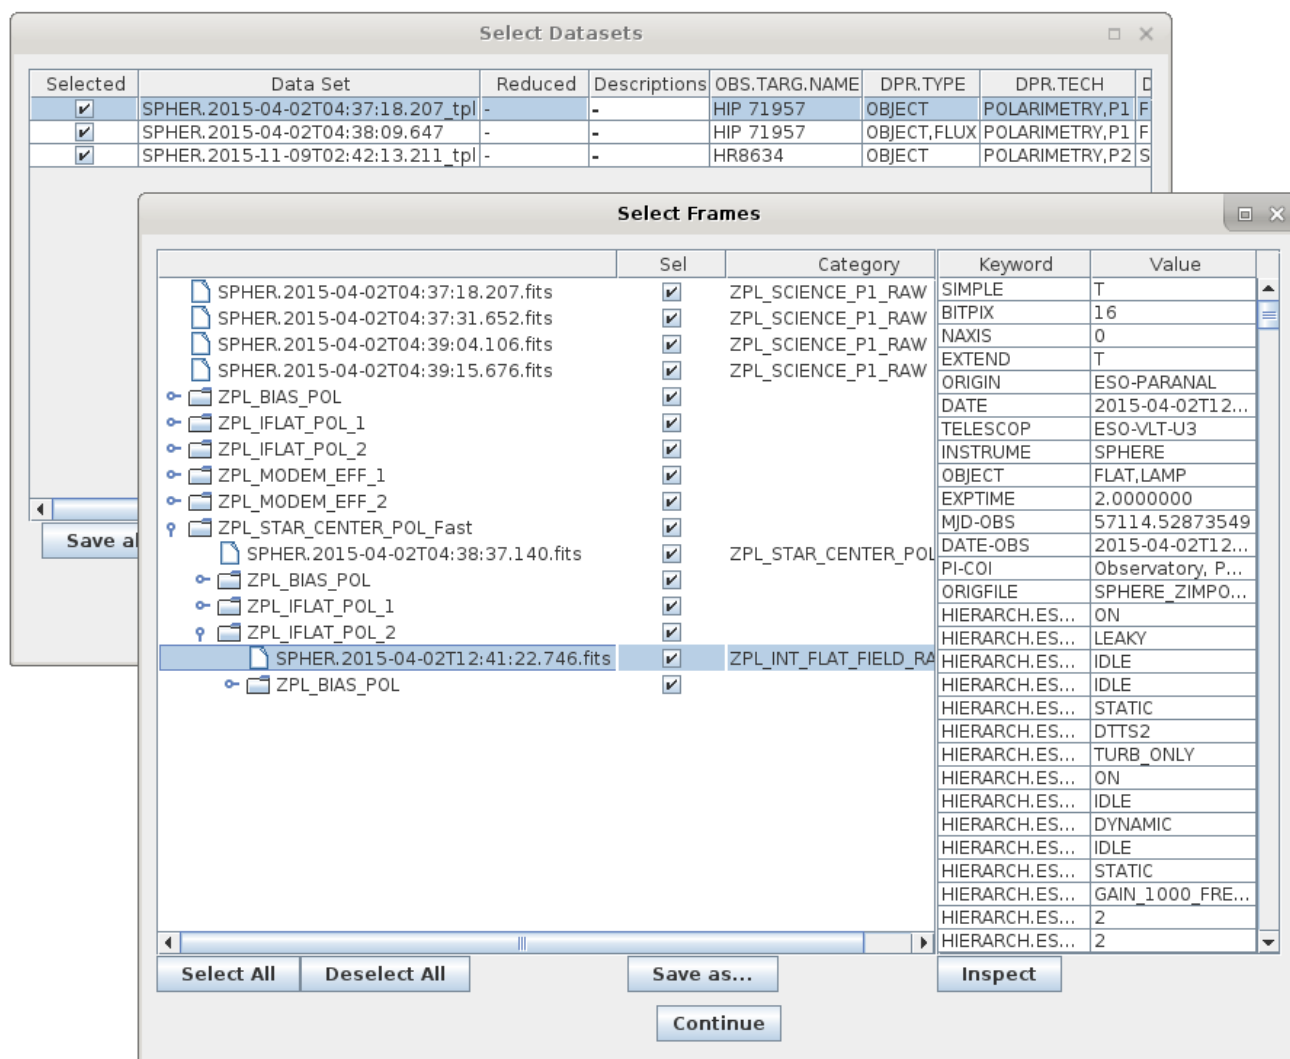 Select Datasets
Selected Data Set Reduced Descriptions OBS.TARG.NAME DPR.TYPE DPR.TECH D
SPHER.2015-04-02T04:37:18.207_tpl - - HIP 71957 OBJECT POLARIMETRY,P1 F
SPHER.2015-04-02T04:38:09.647 - - HIP 71957 OBJECT,FLUX POLARIMETRY,P1 F
SPHER.2015-11-09T02:42:13.211_tpl - - HR8634 OBJECT POLARIMETRY,P2 S
Save al
Select Frames
Sel Category
SPHER.2015-04-02T04:37:18.207.fits ZPL_SCIENCE_P1_RAW
SPHER.2015-04-02T04:37:31.652.fits ZPL_SCIENCE_P1_RAW
SPHER.2015-04-02T04:39:04.106.fits ZPL_SCIENCE_P1_RAW
SPHER.2015-04-02T04:39:15.676.fits ZPL_SCIENCE_P1_RAW
ZPL_BIAS_POL
ZPL_IFLAT_POL_1
ZPL_IFLAT_POL_2
ZPL_MODEM_EFF_1
ZPL_MODEM_EFF_2
ZPL_STAR_CENTER_POL_Fast
SPHER.2015-04-02T04:38:37.140.fits ZPL_STAR_CENTER_POL
ZPL_BIAS_POL
ZPL_IFLAT_POL_1
ZPL_IFLAT_POL_2
SPHER.2015-04-02T12:41:22.746.fits ZPL_INT_FLAT_FIELD_RA
ZPL_BIAS_POL
Keyword Value
SIMPLE T
BITPIX 16
NAXIS 0
EXTEND T
ORIGIN ESO-PARANAL
DATE 2015-04-02T12...
TELESCOP ESO-VLT-U3
INSTRUME SPHERE
OBJECT FLAT,LAMP
EXPTIME 2.0000000
MJD-OBS 57114.52873549
DATE-OBS 2015-04-02T12...
PI-COI Observatory, P...
ORIGFILE SPHERE_ZIMPO...
HIERARCH.ES... ON
HIERARCH.ES... LEAKY
HIERARCH.ES... IDLE
HIERARCH.ES... IDLE
HIERARCH.ES... STATIC
HIERARCH.ES... DTTS2
HIERARCH.ES... TURB_ONLY
HIERARCH.ES... ON
HIERARCH.ES... IDLE
HIERARCH.ES... DYNAMIC
HIERARCH.ES... IDLE
HIERARCH.ES... STATIC
HIERARCH.ES... GAIN_1000_FRE...
HIERARCH.ES... 2
HIERARCH.ES... 2
Select All Deselect All Save as... Inspect
Continue